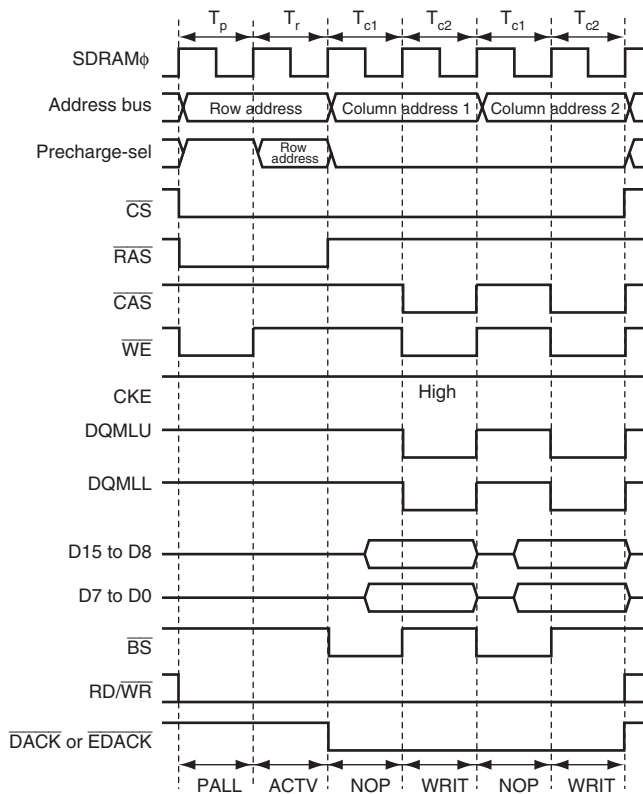 Tp Tr Tc1 Tc2 Tc1 Tc2
SDRAMϕ
Address bus Row address Column address 1 Column address 2
Precharge-sel Row address
CS
RAS
CAS
WE
CKE High
DQMLU
DQMLL
D15 to D8
D7 to D0
BS
RD/WR
DACK or EDACK
PALL ACTV NOP WRIT NOP WRIT